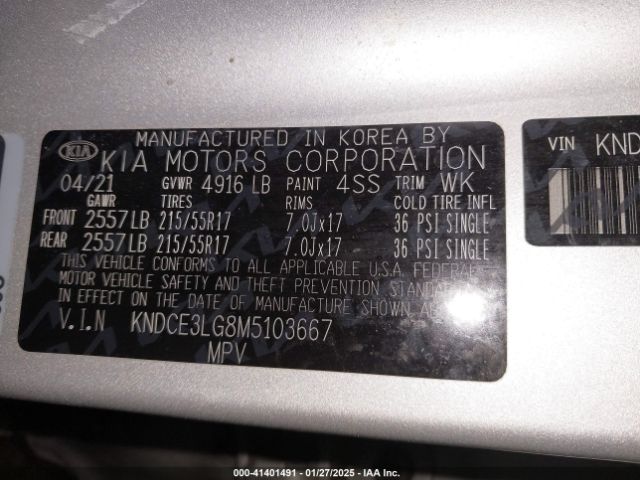 MANUFACTURED IN KOREA BY
KIA KIA MOTORS CORPORATION
04/21 GVWR 4916 LB PAINT 4SS TRIM WK
GAWR TIRES RIMS COLD TIRE INFL
FRONT 2557LB 215/55R17 7.0Jx17 36 PSI SINGLE
REAR 2557LB 215/55R17 7.0Jx17 36 PSI SINGLE
THIS VEHICLE CONFORMS TO ALL APPLICABLE U.S.A. FEDERAL
MOTOR VEHICLE SAFETY AND THEFT PREVENTION STANDARDS
IN EFFECT ON THE DATE OF MANUFACTURE SHOWN
V.I.N KNDCE3LG8M5103667
MPV
VIN KND
000-41401491 - 01/27/2025 - IAA Inc.